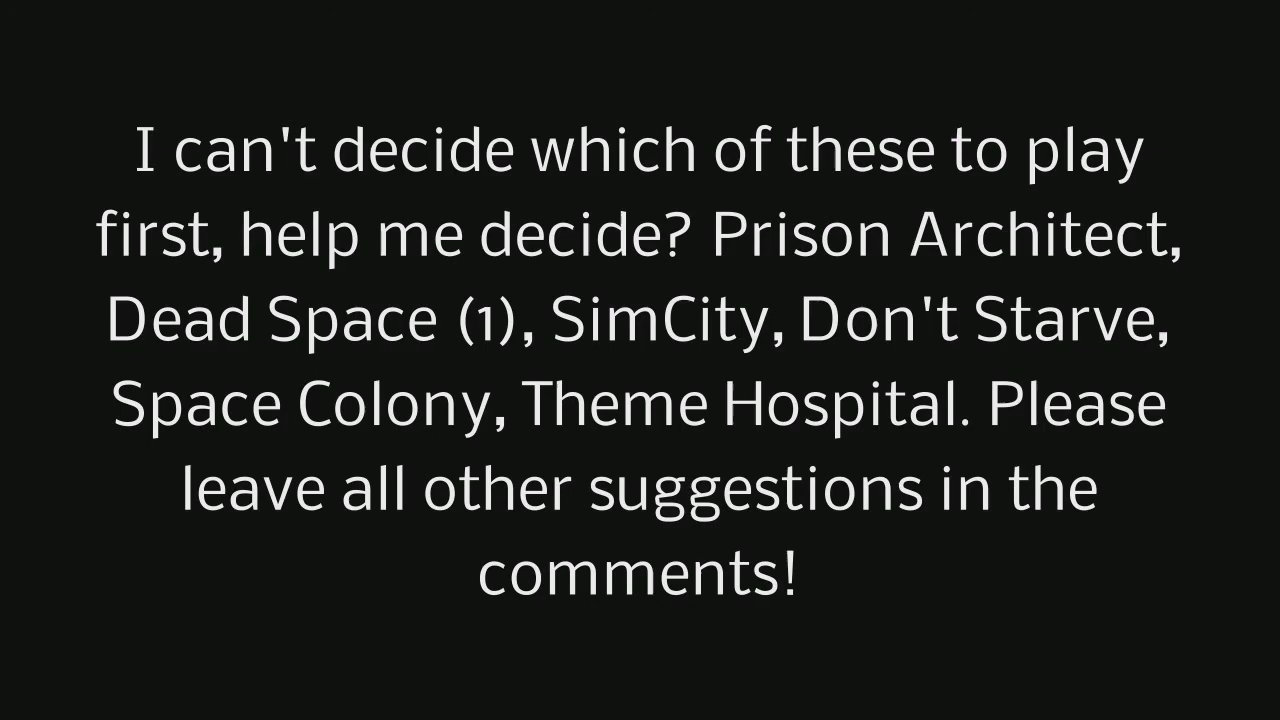 I can't decide which of these to play
first, help me decide? Prison Architect,
Dead Space (1), SimCity, Don't Starve,
Space Colony, Theme Hospital. Please
leave all other suggestions in the
comments!